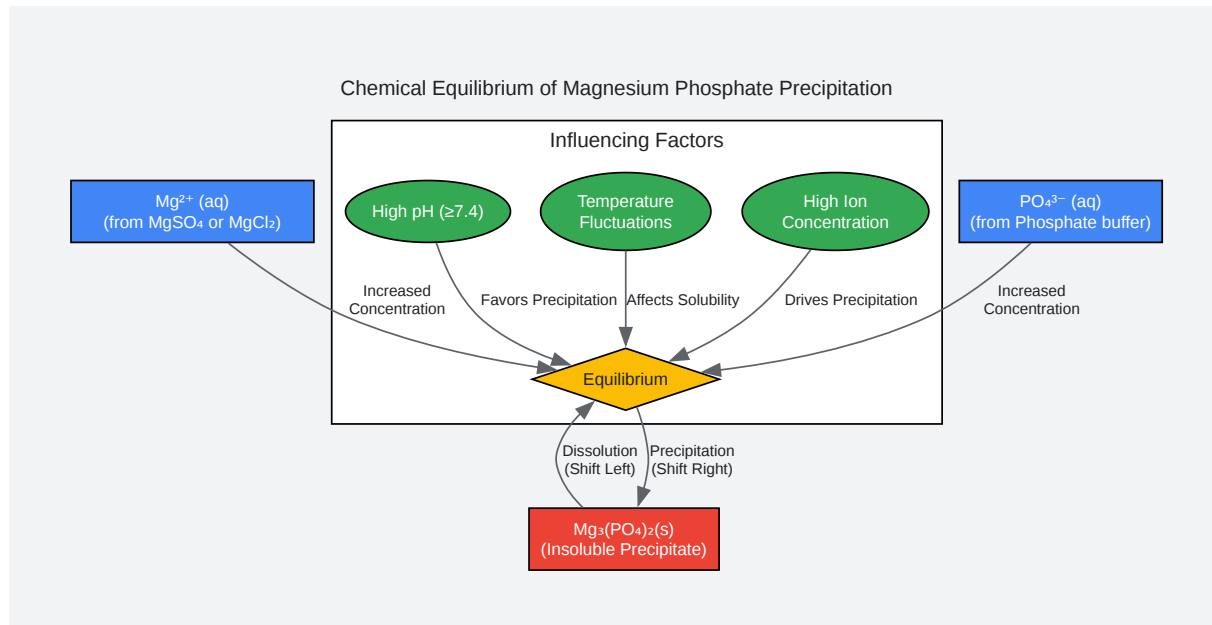 Chemical Equilibrium of Magnesium Phosphate Precipitation
Influencing Factors
Mg²⁺ (aq)
(from MgSO₄ or MgCl₂)
High pH (≥7.4)
Temperature
Fluctuations
High Ion
Concentration
PO₄³⁻ (aq)
(from Phosphate buffer)
Increased
Concentration
Favors Precipitation
Affects Solubility
Drives Precipitation
Increased
Concentration
Equilibrium
Dissolution
(Shift Left)
Precipitation
(Shift Right)
Mg₃(PO₄)₂(s)
(Insoluble Precipitate)